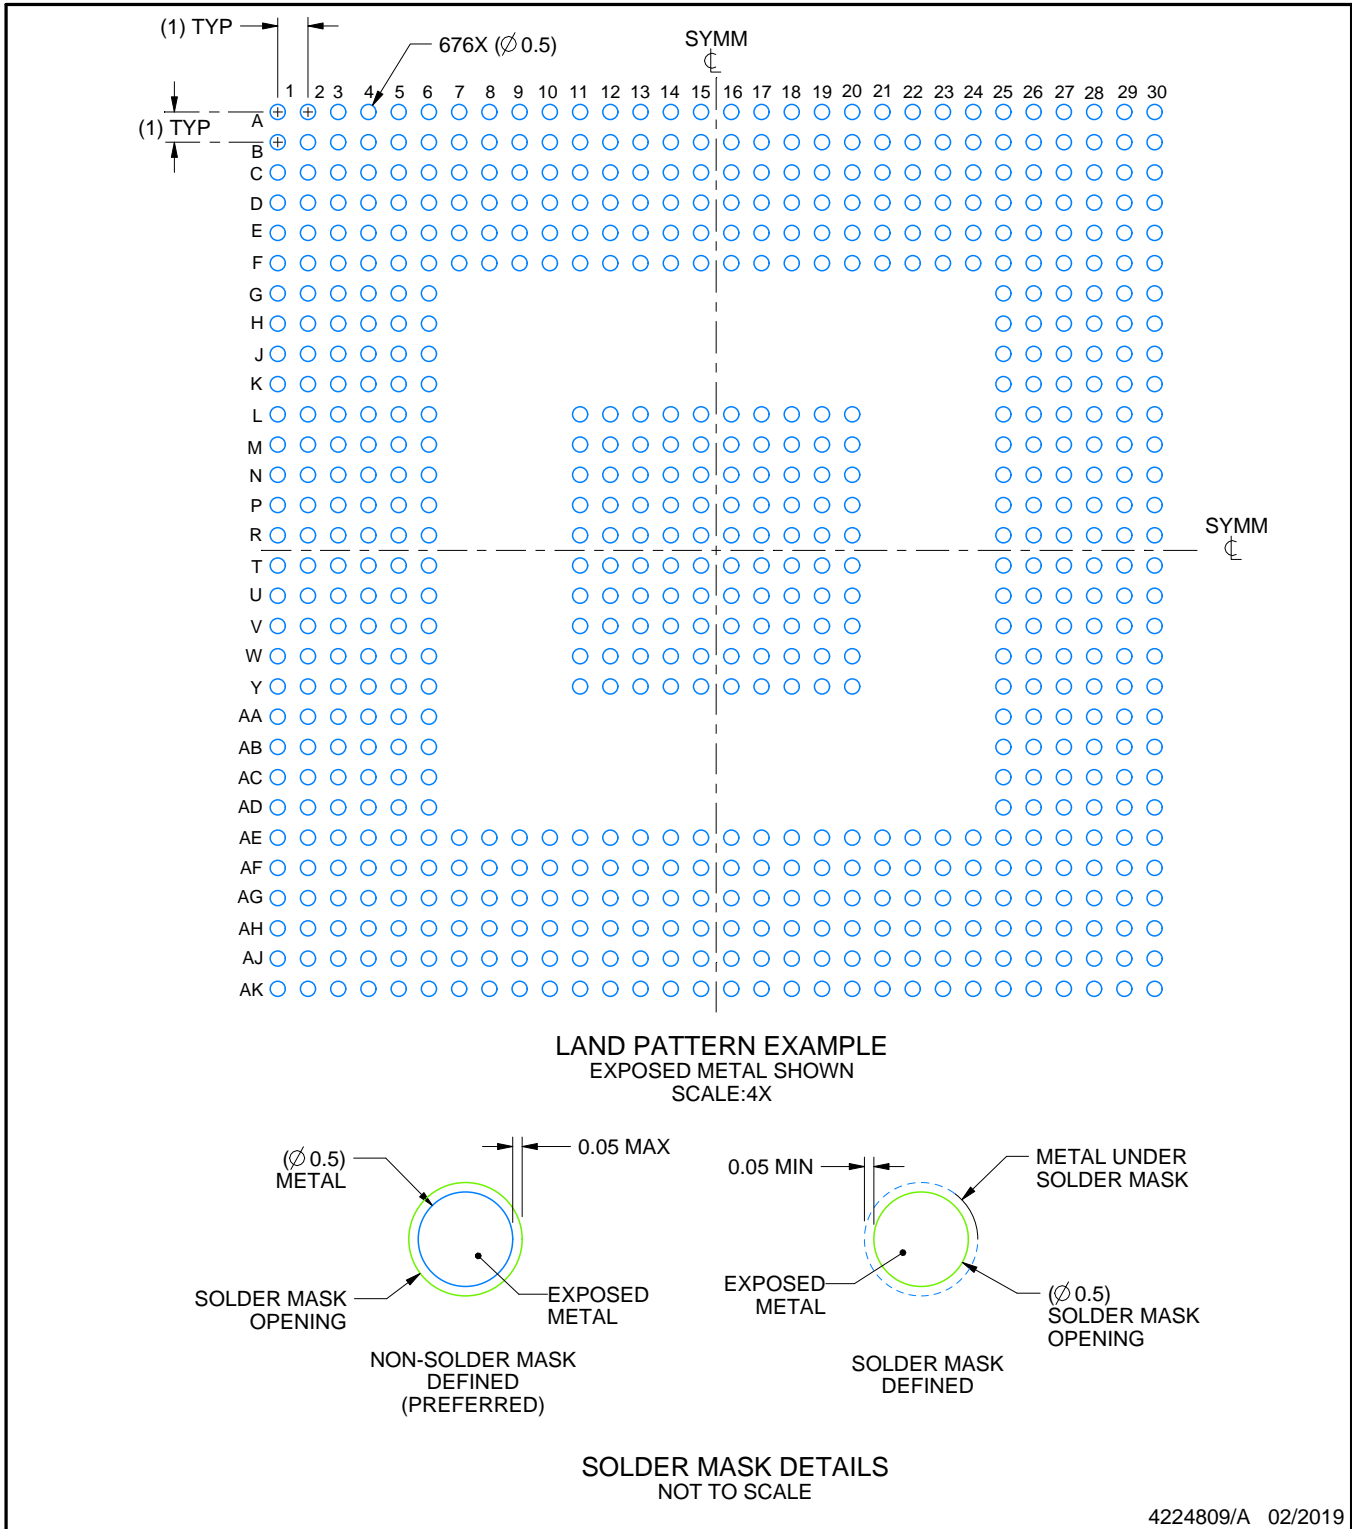 (1) TYP
676X (∅ 0.5)
SYMM
℄
1 2 3 4 5 6 7 8 9 10 11 12 13 14 15 16 17 18 19 20 21 22 23 24 25 26 27 28 29 30
A
(1) TYP
B
C
D
E
F
G
H
J
K
L
M
N
P
R
SYMM
℄
T
U
V
W
Y
AA
AB
AC
AD
AE
AF
AG
AH
AJ
AK
LAND PATTERN EXAMPLE
EXPOSED METAL SHOWN
SCALE:4X
(∅ 0.5)
METAL
0.05 MAX
SOLDER MASK
OPENING
EXPOSED
METAL
NON-SOLDER MASK
DEFINED
(PREFERRED)
0.05 MIN
METAL UNDER
SOLDER MASK
EXPOSED
METAL
(∅ 0.5)
SOLDER MASK
OPENING
SOLDER MASK
DEFINED
SOLDER MASK DETAILS
NOT TO SCALE
4224809/A 02/2019